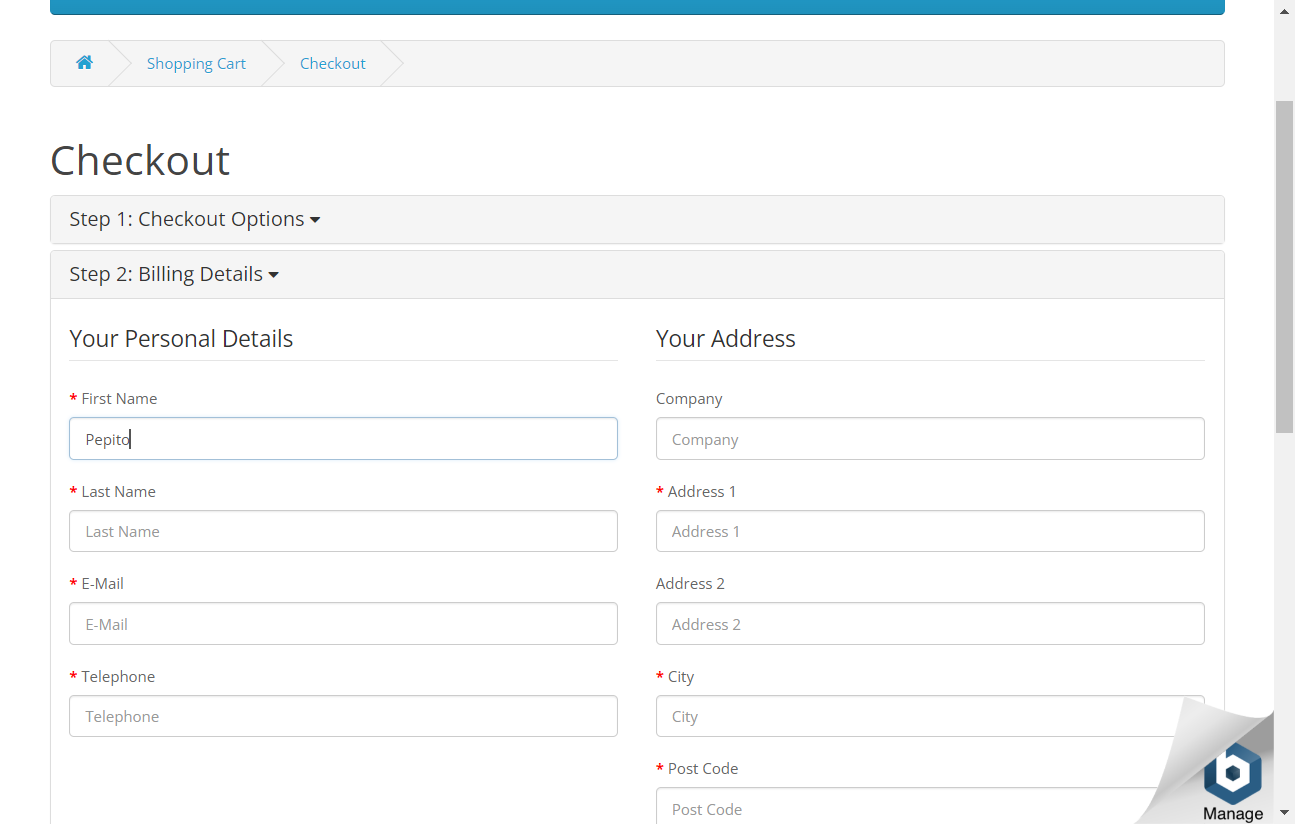 Shopping Cart
Checkout
Checkout
Step 1: Checkout Options
Step 2: Billing Details
Your Personal Details
* First Name
Pepito
* Last Name
Last Name
* E-Mail
E-Mail
* Telephone
Telephone
Your Address
Company
Company
* Address 1
Address 1
Address 2
Address 2
* City
City
* Post Code
Post Code
Manage